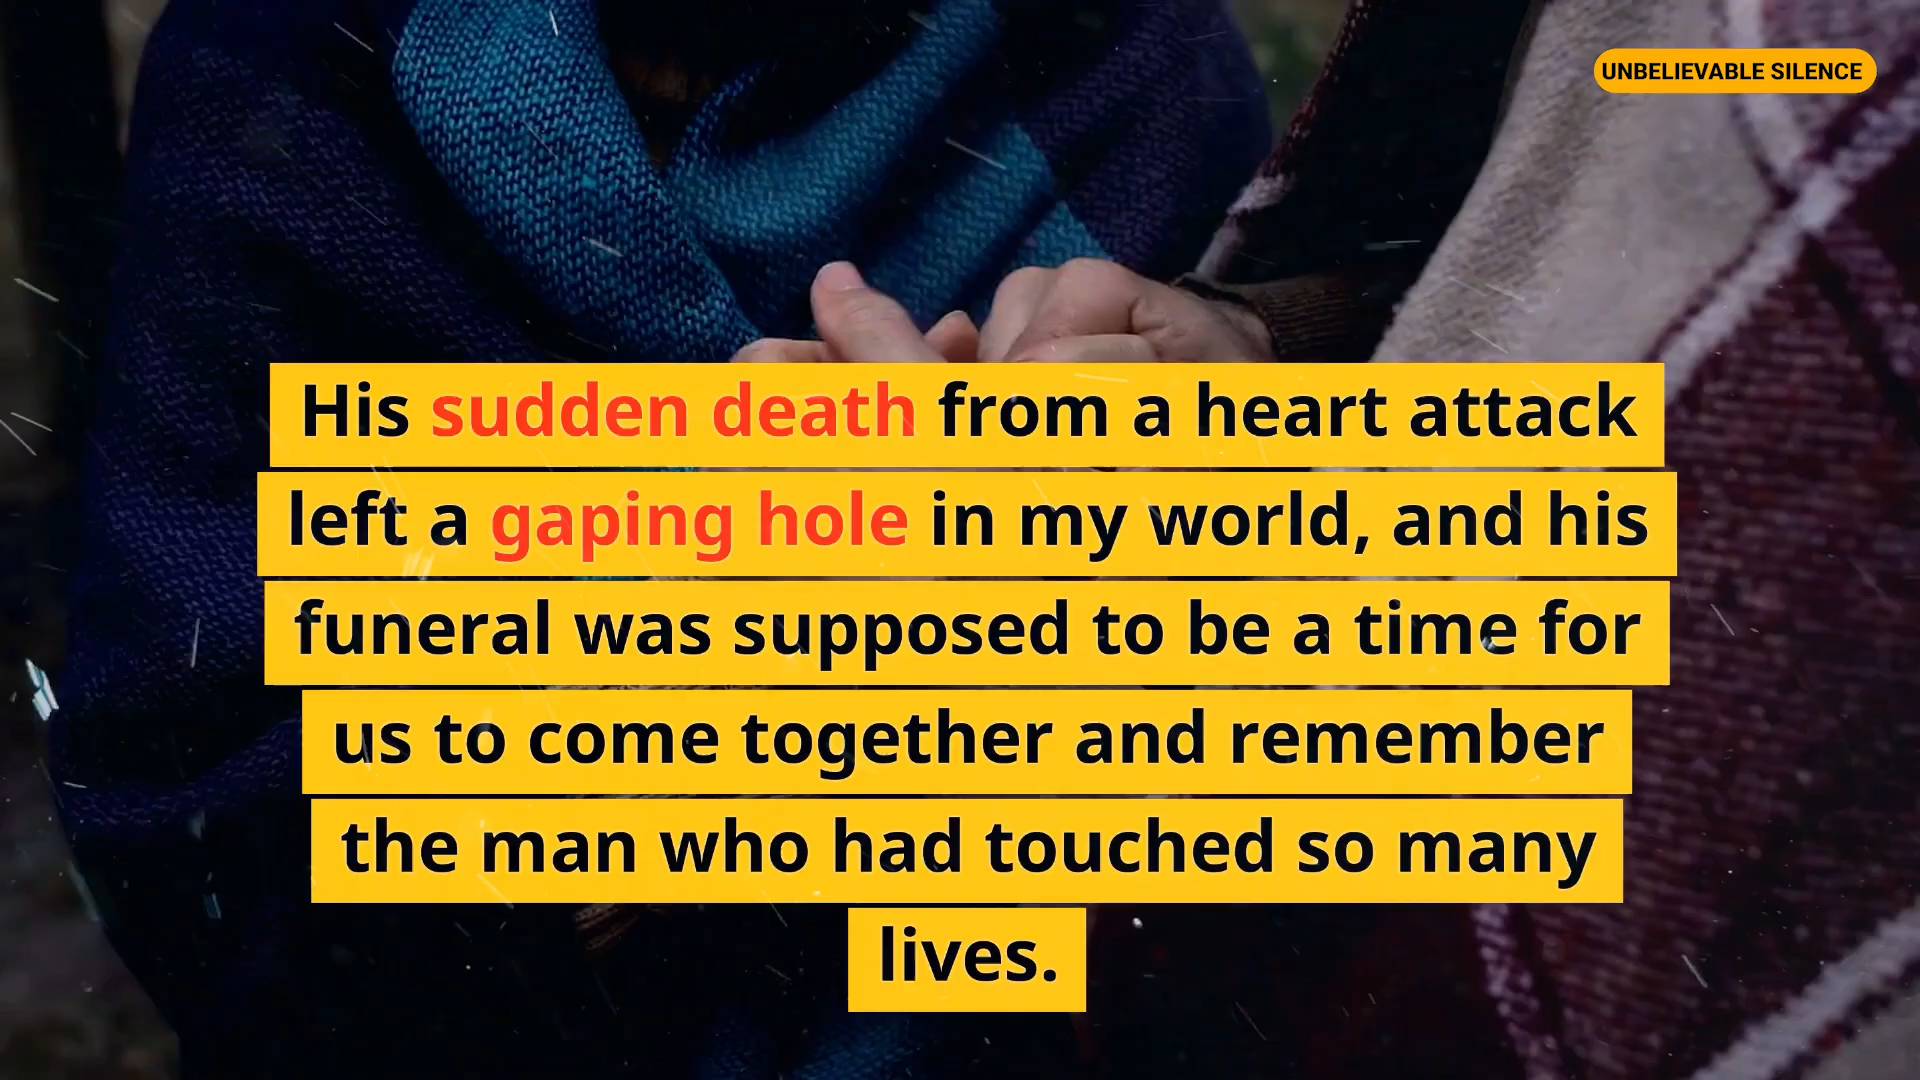 UNBELIEVABLE SILENCE
His sudden death from a heart attack
left a gaping hole in my world, and his
funeral was supposed to be a time for
us to come together and remember
the man who had touched so many
lives.